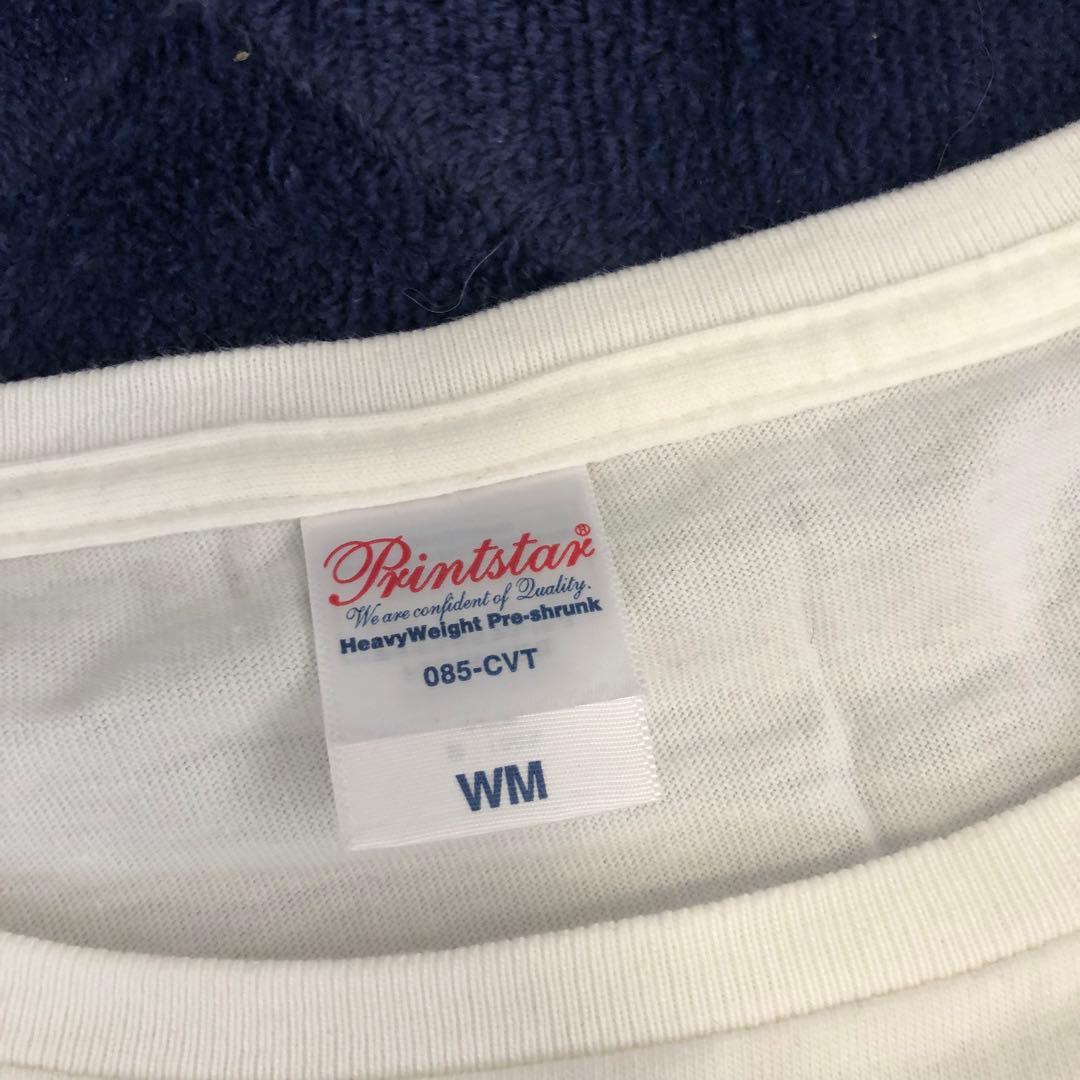 Printstar®
We are confident of Quality.
HeavyWeight Pre-shrunk
085-CVT
WM